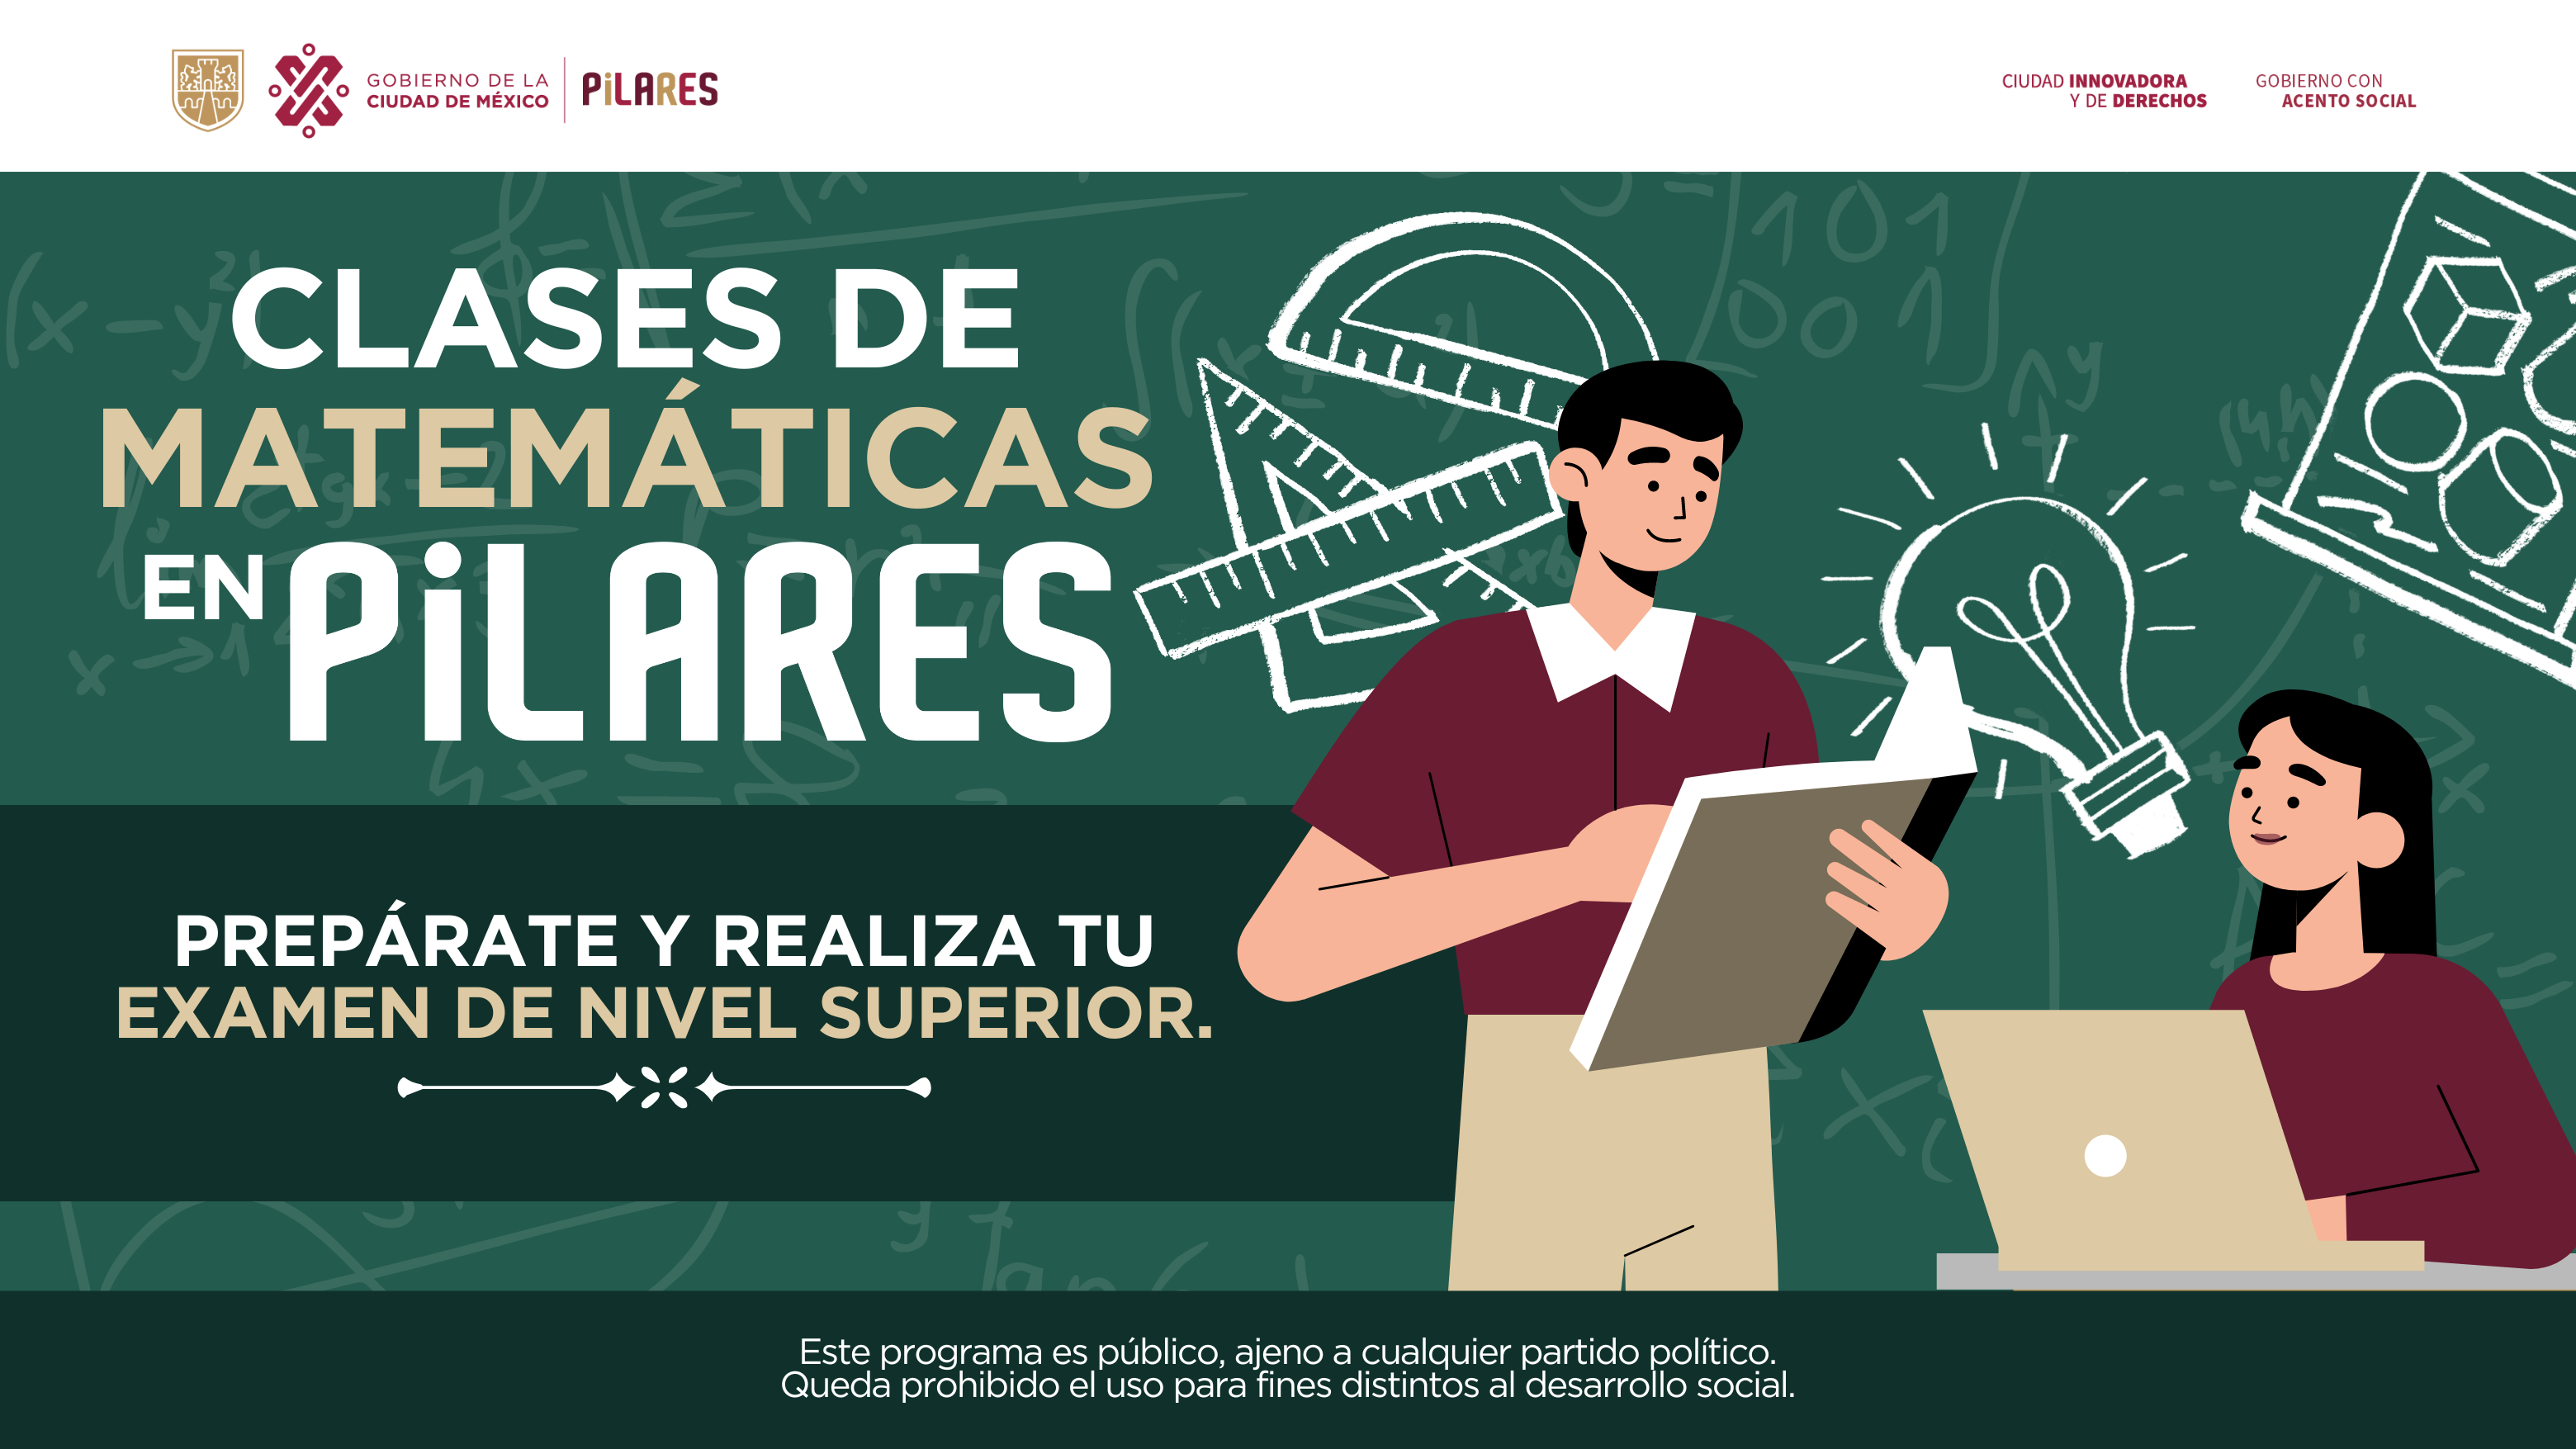 GOBIERNO DE LA
CIUDAD DE MÉXICO
PiLARES
CIUDAD INNOVADORA
Y DE DERECHOS
GOBIERNO CON
ACENTO SOCIAL
CLASES DE
MATEMÁTICAS
EN PiLARES
PREPÁRATE Y REALIZA TU
EXAMEN DE NIVEL SUPERIOR.
Este programa es público, ajeno a cualquier partido político.
Queda prohibido el uso para fines distintos al desarrollo social.